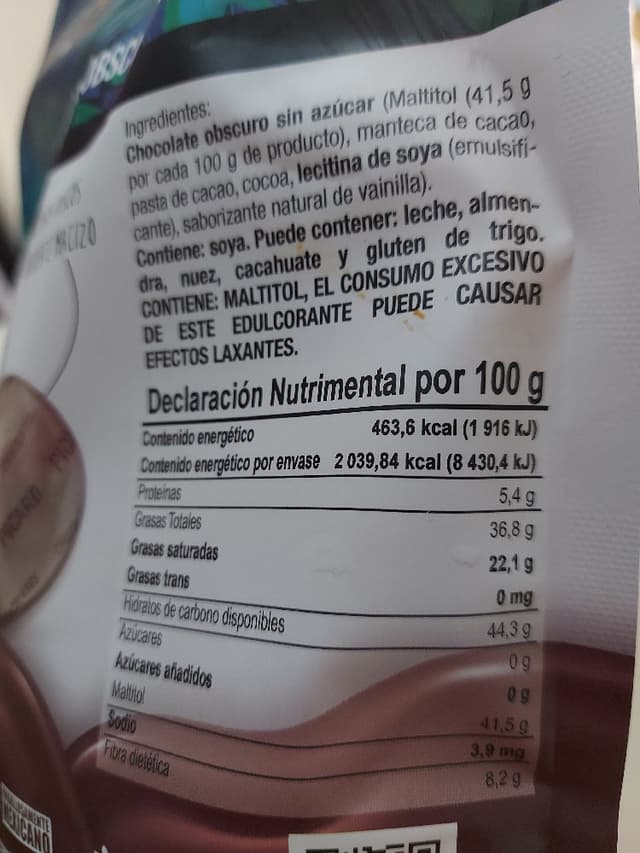 Ingredientes:
Chocolate obscuro sin azúcar (Maltitol (41,5 g
por cada 100 g de producto), manteca de cacao,
pasta de cacao, cocoa, lecitina de soya (emulsifi-
cante), saborizante natural de vainilla).
Contiene: soya. Puede contener: leche, almen-
dra, nuez, cacahuate y gluten de trigo.
CONTIENE: MALTITOL, EL CONSUMO EXCESIVO
DE ESTE EDULCORANTE PUEDE CAUSAR
EFECTOS LAXANTES.
Declaración Nutrimental por 100 g
Contenido energético 463,6 kcal (1 916 kJ)
Contenido energético por envase 2 039,84 kcal (8 430,4 kJ)
Proteínas 5,4 g
Grasas Totales 36,8 g
Grasas saturadas 22,1 g
Grasas trans 0 mg
Hidratos de carbono disponibles 44,3 g
Azúcares 0 g
Azúcares añadidos 0 g
Maltitol 41,5 g
Sodio 3,9 mg
Fibra dietética 8,2 g
MEXICANO